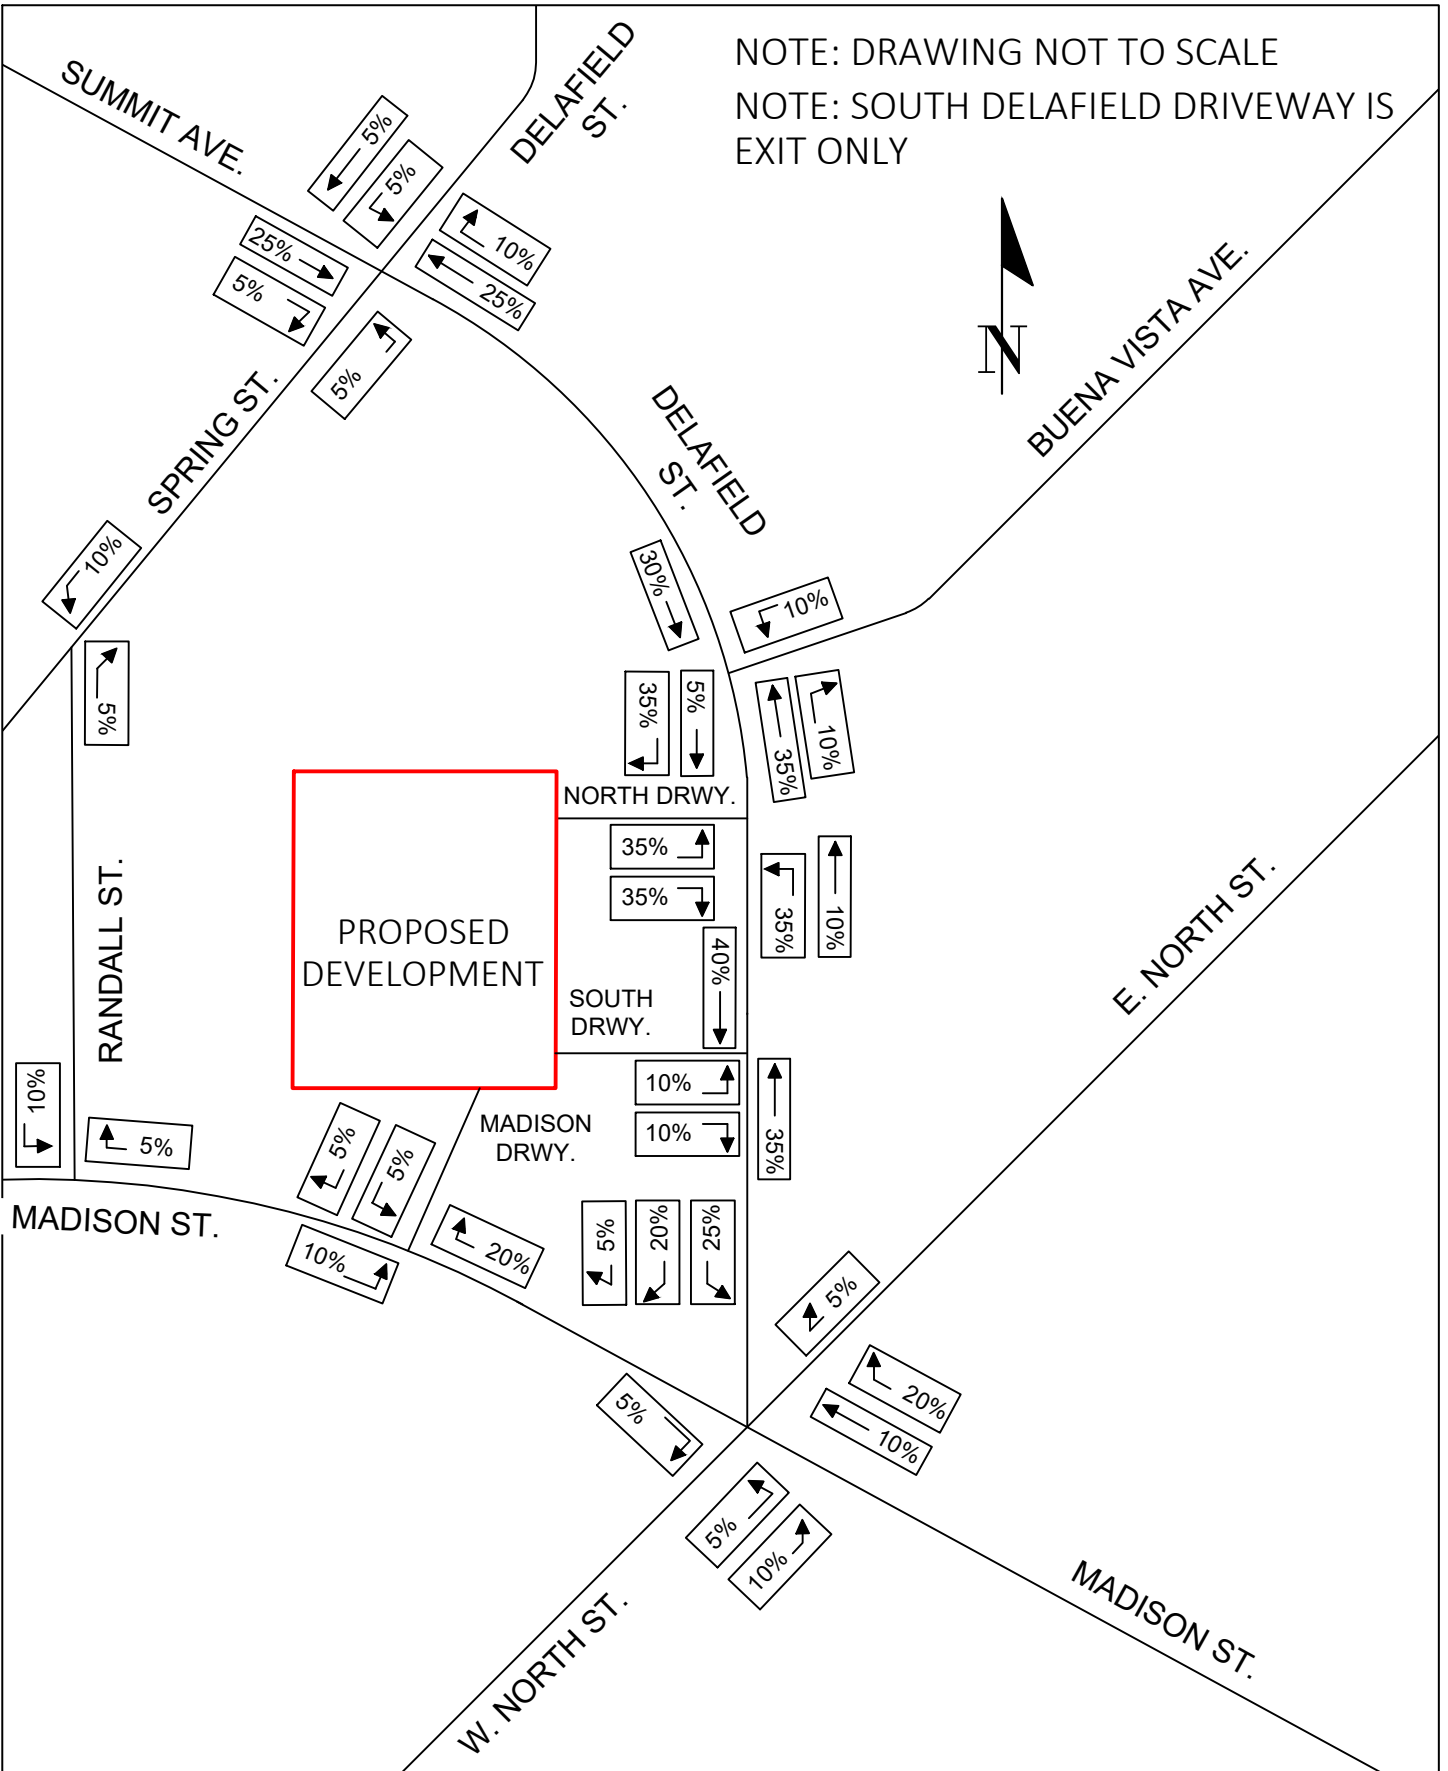 NOTE: DRAWING NOT TO SCALE
NOTE: SOUTH DELAFIELD DRIVEWAY IS
EXIT ONLY
SUMMIT AVE.
DELAFIELD
ST.
5%
5%
10%
25%
25%
5%
5%
N
BUENA VISTA AVE.
SPRING ST.
DELAFIELD
ST.
10%
30%
10%
5%
35%
5%
35%
10%
NORTH DRWY.
35%
35%
35%
10%
PROPOSED
DEVELOPMENT
RANDALL ST.
40%
E. NORTH ST.
SOUTH
DRWY.
10%
10%
35%
10%
5%
MADISON
DRWY.
5%
5%
MADISON ST.
10%
20%
5%
20%
25%
5%
20%
10%
5%
5%
10%
W. NORTH ST.
MADISON ST.